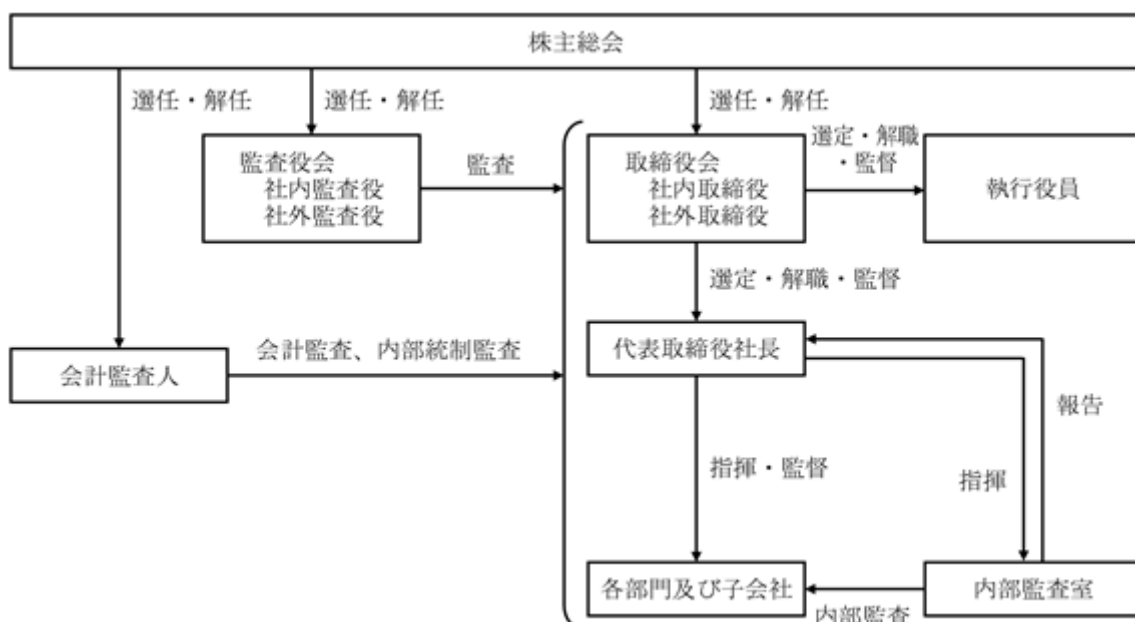 株主総会
選任・解任
選任・解任
選任・解任
監査役会
社内監査役
社外監査役
監査
取締役会
社内取締役
社外取締役
選定・解職
・監督
執行役員
選定・解職・監督
会計監査人
会計監査、内部統制監査
代表取締役社長
報告
指揮・監督
指揮
各部門及び子会社
内部監査
内部監査室